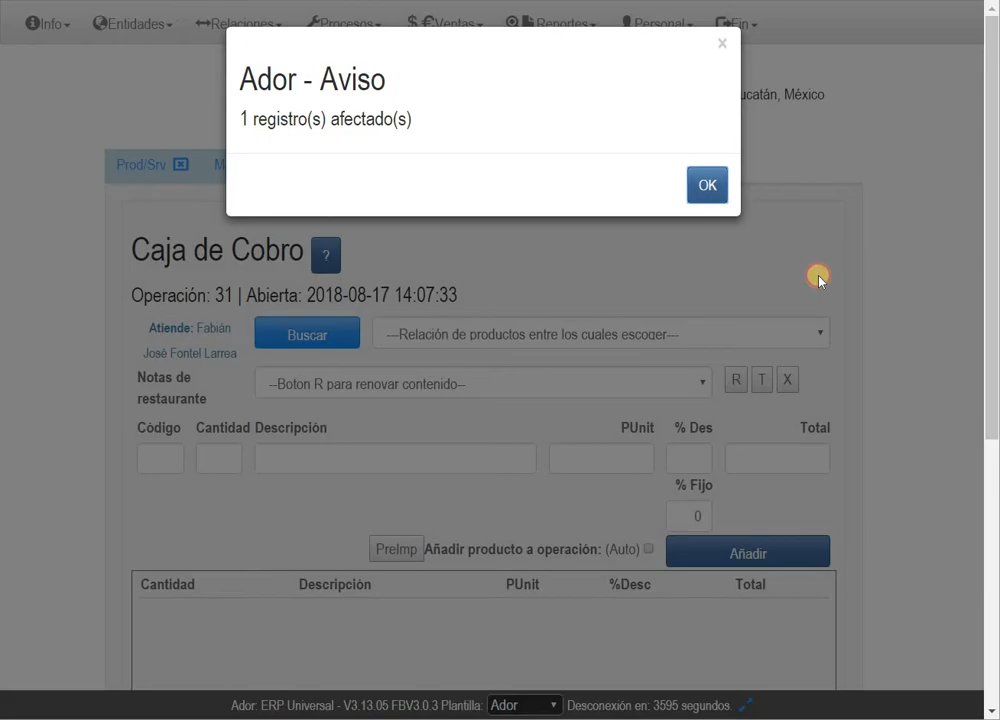 Info Entidades Relaciones Procesos $ € Ventas Reportes Personal Fin
×
Ador - Aviso
ucatán, México
1 registro(s) afectado(s)
Prod/Srv M
OK
Caja de Cobro ?
Operación: 31 | Abierta: 2018-08-17 14:07:33
Atiende: Fabián
José Fontel Larrea
Buscar ---Relación de productos entre los cuales escoger---
Notas de
restaurante
--Boton R para renovar contenido-- R T X
Código Cantidad Descripción PUnit % Des Total
% Fijo
0
PreImp Añadir producto a operación: (Auto) Añadir
Cantidad Descripción PUnit %Desc Total
Ador: ERP Universal - V3.13.05 FBV3.0.3 Plantilla: Ador Desconexión en: 3595 segundos.